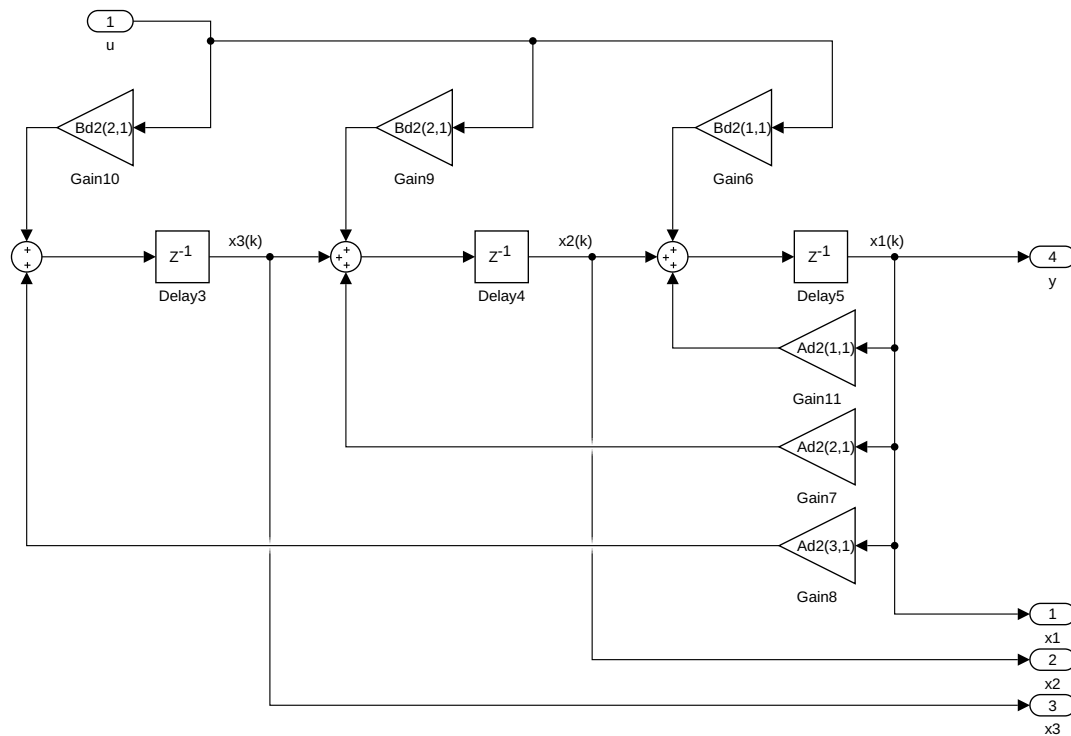 1
u
Bd2(2,1)
Bd2(2,1)
Bd2(1,1)
Gain10
Gain9
Gain6
+
+
Z-1
Delay3
x3(k)
+
+
+
Z-1
Delay4
x2(k)
+
+
+
Z-1
Delay5
x1(k)
4
y
Ad2(1,1)
Gain11
Ad2(2,1)
Gain7
Ad2(3,1)
Gain8
1
x1
2
x2
3
x3